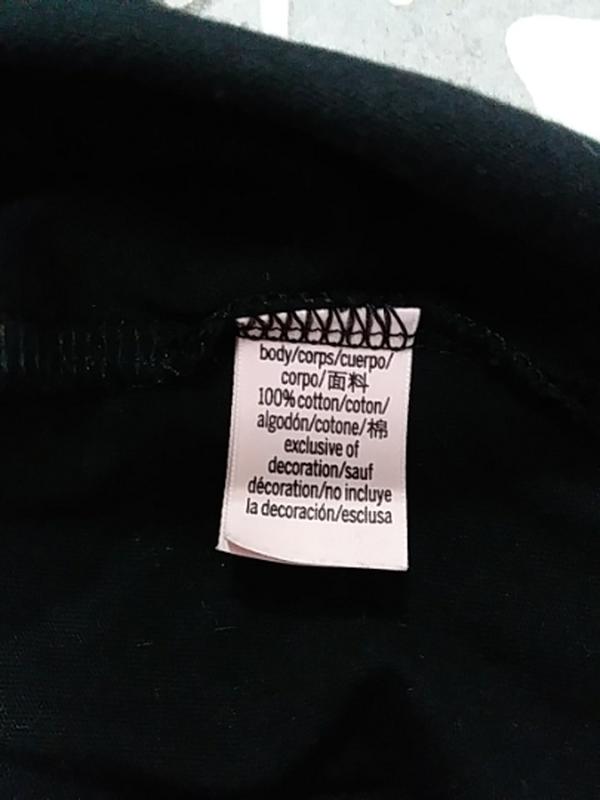 body/corps/cuerpo/
corpo/面料
100%cotton/coton/
algodón/cotone/棉
exclusive of
decoration/sauf
décoration/no incluye
la decoración/esclusa